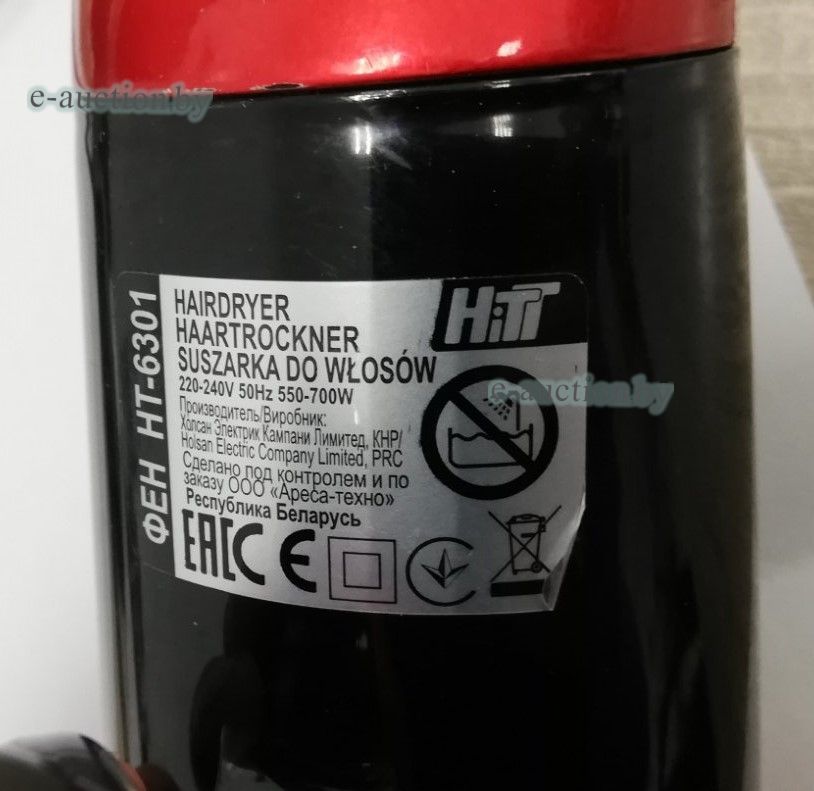 e-auction.by
ФЕН HT-6301
HAIRDRYER
HAARTROCKNER
SUSZARKA DO WŁOSÓW
220-240V 50Hz 550-700W
Производитель/Виробник:
Холсан Электрик Кампани Лимитед, КНР/
Holsan Electric Company Limited, PRC
Сделано под контролем и по
заказу ООО «Ареса-техно»
Республика Беларусь
HiTT
e-auction.by
EAC CE